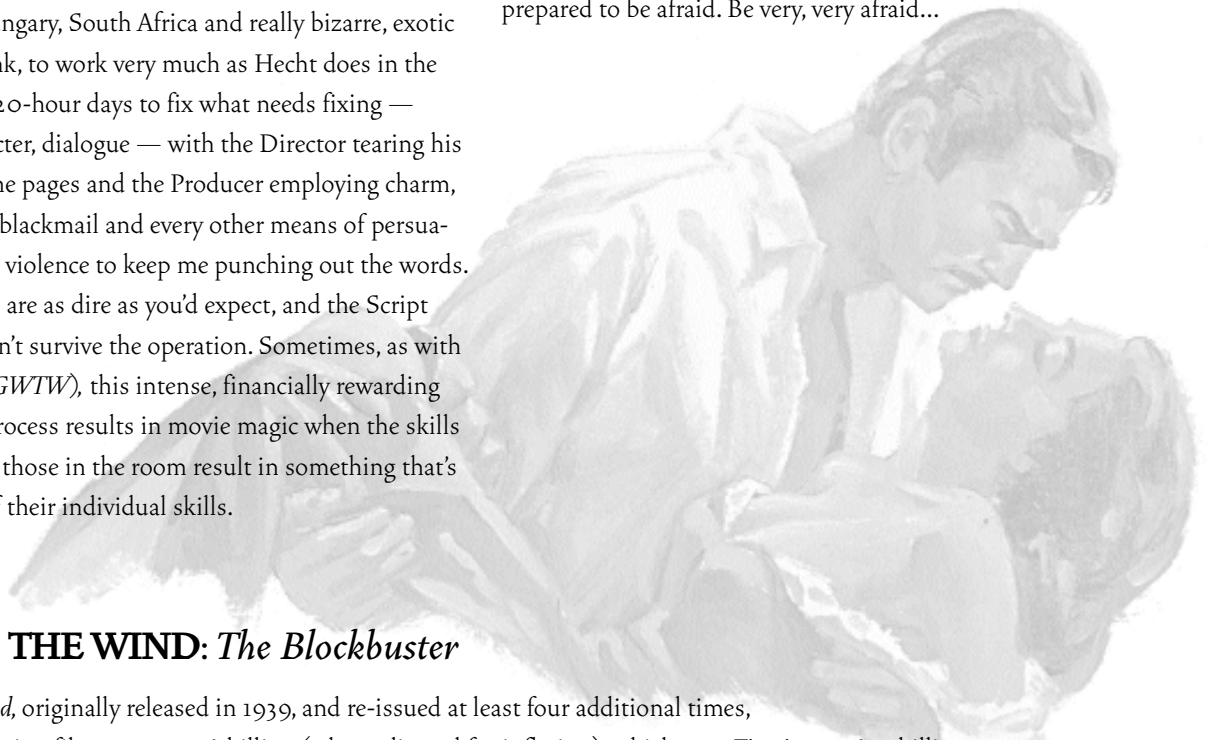 ngary, South Africa and really bizarre, exotic
nk, to work very much as Hecht does in the
20-hour days to fix what needs fixing —
cter, dialogue — with the Director tearing his
he pages and the Producer employing charm,
blackmail and every other means of persua-
violence to keep me punching out the words.
are as dire as you’d expect, and the Script
n’t survive the operation. Sometimes, as with
GWTW), this intense, financially rewarding
rocess results in movie magic when the skills
those in the room result in something that’s
f their individual skills.
prepared to be afraid. Be very, very afraid...
THE WIND: The Blockbuster
d, originally released in 1939, and re-issued at least four additional times,